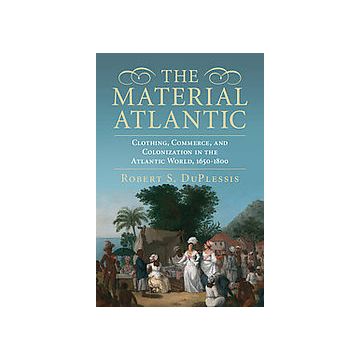 THE
MATERIAL
ATLANTIC
Clothing, Commerce, and
Colonization in the
Atlantic World, 1650–1800
Robert S. DuPlessis